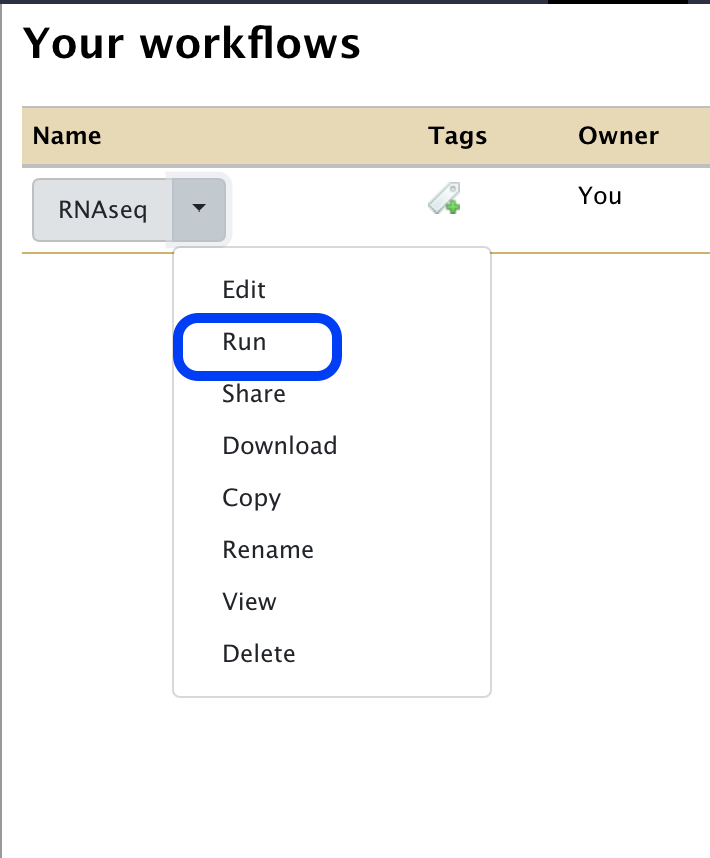 Your workflows
Name Tags Owner
RNAseq You
Edit
Run
Share
Download
Copy
Rename
View
Delete